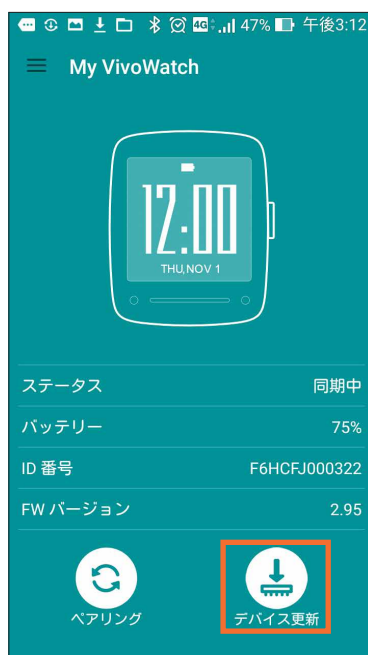 4G 47% 午後3:12
My VivoWatch
12:00
THU, NOV 1
ステータス 同期中
バッテリー 75%
ID 番号 F6HCFJ000322
FW バージョン 2.95
ペアリング デバイス更新